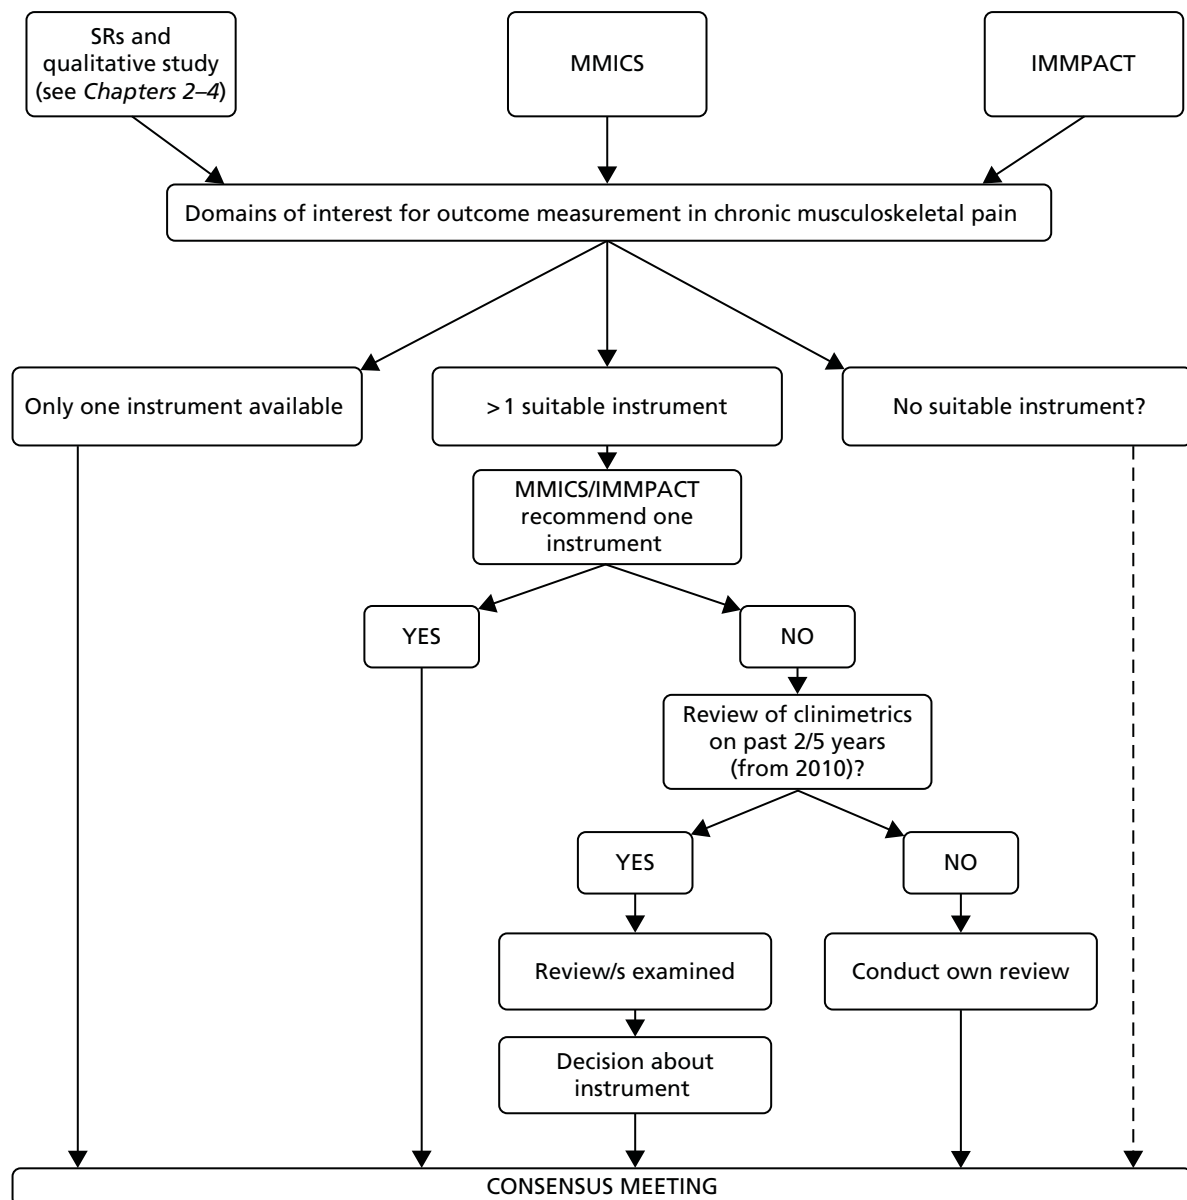 SRs and
qualitative study
(see Chapters 2–4)
MMICS
IMMPACT
Domains of interest for outcome measurement in chronic musculoskeletal pain
Only one instrument available
>1 suitable instrument
No suitable instrument?
MMICS/IMMPACT
recommend one
instrument
YES
NO
Review of clinimetrics
on past 2/5 years
(from 2010)?
YES
NO
Review/s examined
Conduct own review
Decision about
instrument
CONSENSUS MEETING